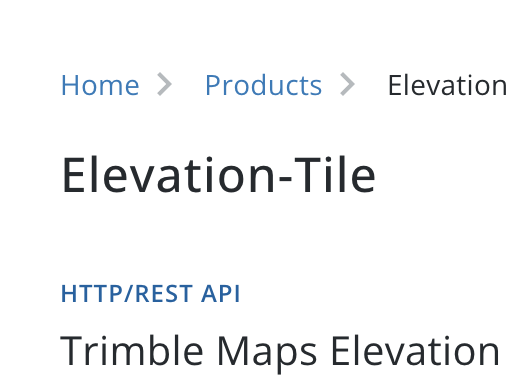 Home > Products > Elevation
Elevation-Tile
HTTP/REST API
Trimble Maps Elevation